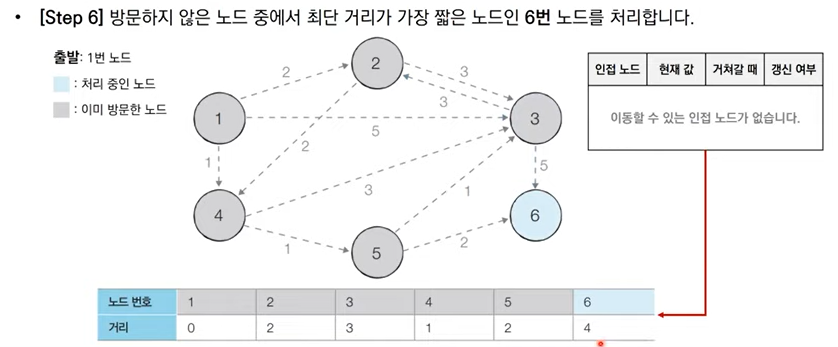 • [Step 6] 방문하지 않은 노드 중에서 최단 거리가 가장 짧은 노드인 6번 노드를 처리합니다.
출발: 1번 노드
: 처리 중인 노드
: 이미 방문한 노드
인접 노드 현재 값 거쳐갈 때 갱신 여부
이동할 수 있는 인접 노드가 없습니다.
2
2 3
3
1 3
5
2
1 5
3 1
4 6
5
1 2
노드 번호 1 2 3 4 5 6
거리 0 2 3 1 2 4